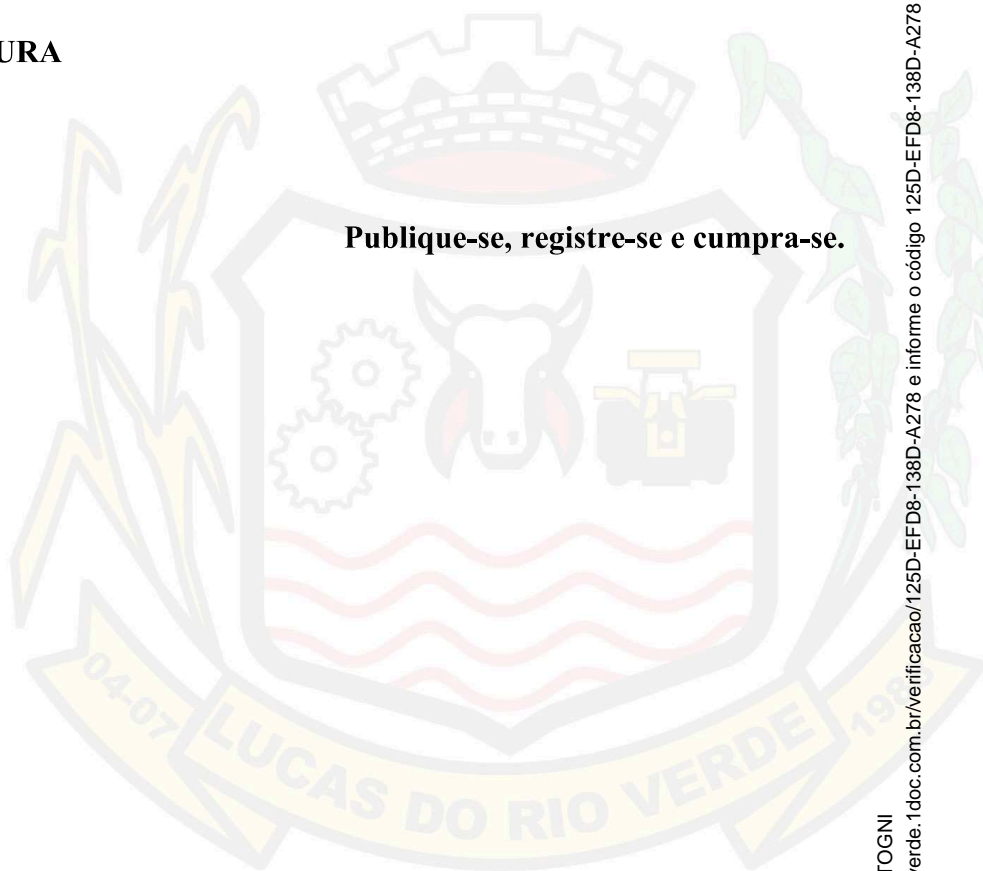 URA
Publique-se, registre-se e cumpra-se.
04-07
LUCAS DO RIO VERDE
TOGNI
verde.1doc.com.br/verificacao/125D-EFD8-138D-A278 e informe o código 125D-EFD8-138D-A278